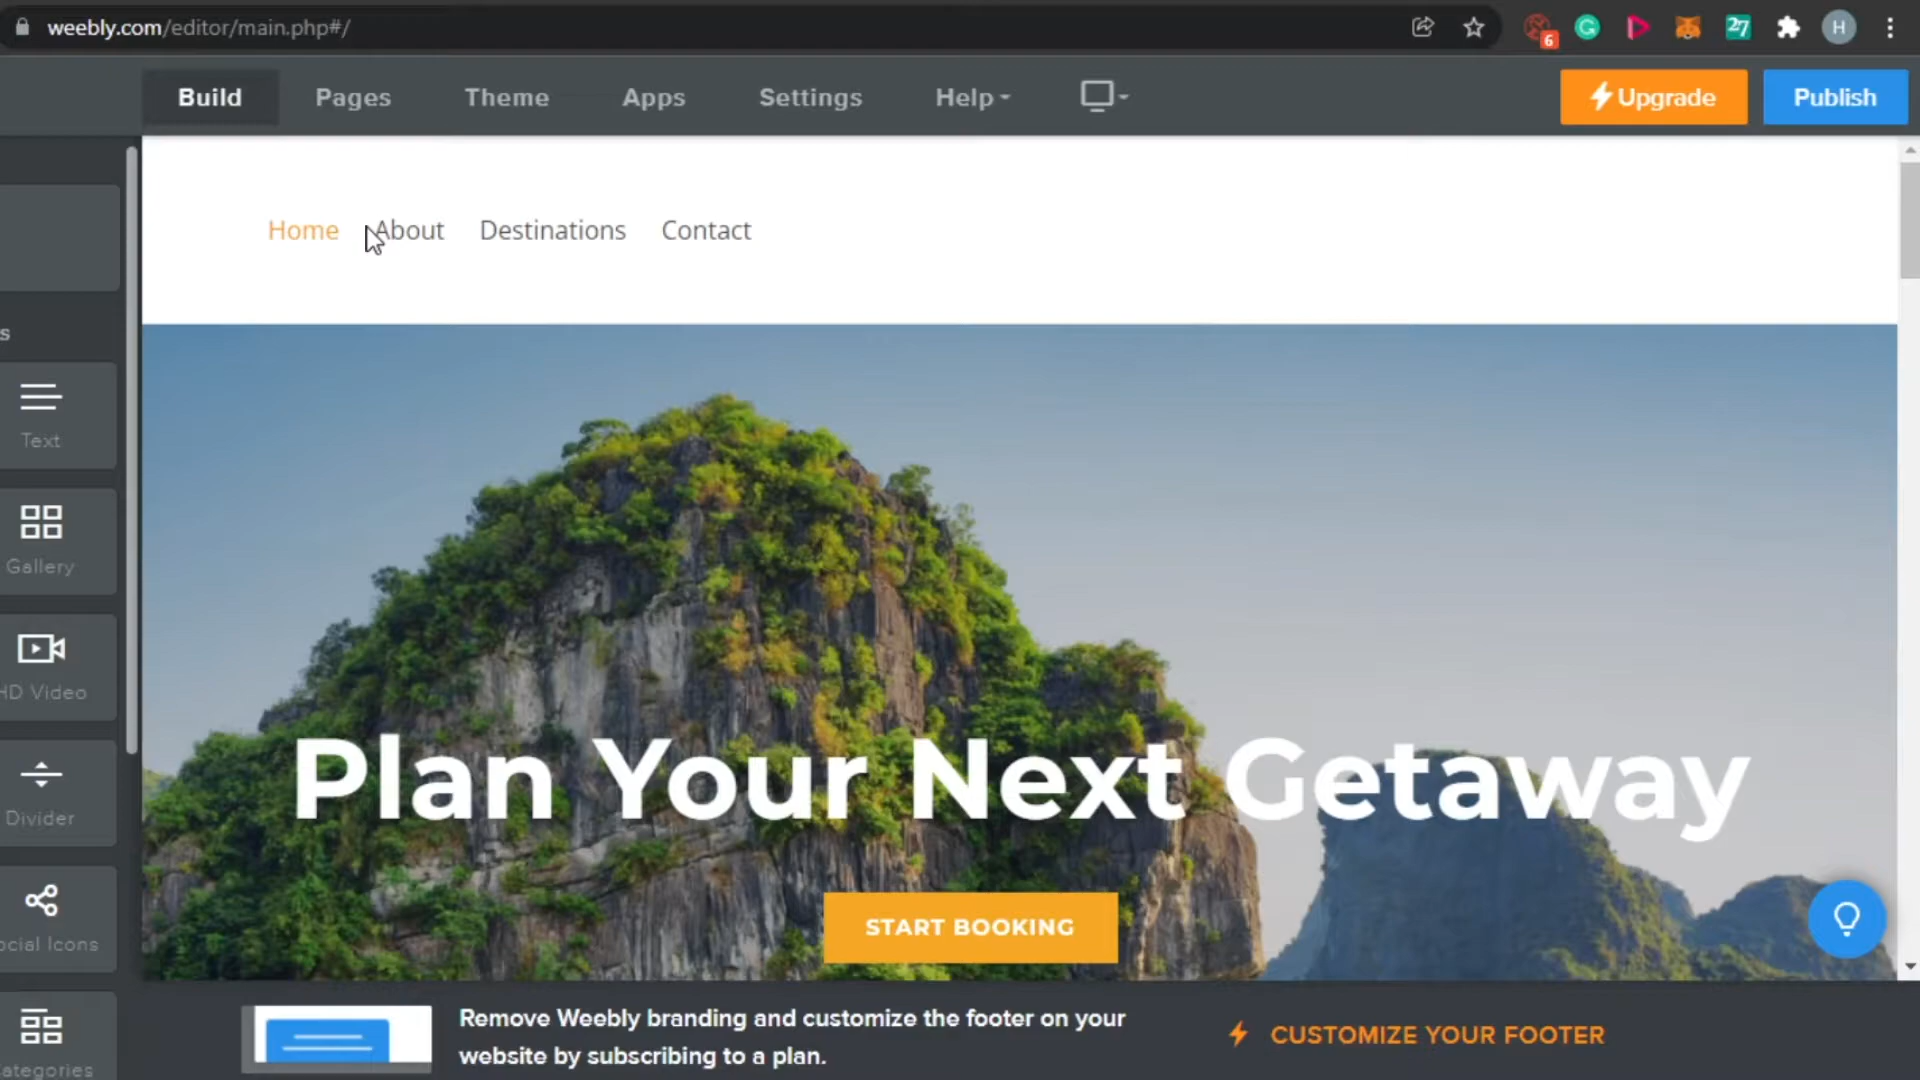 weebly.com/editor/main.php#/
6
G
27
H
Build
Pages
Theme
Apps
Settings
Help
Upgrade
Publish
Home
About
Destinations
Contact
s
Text
Gallery
HD Video
Divider
ocial Icons
ategories
Plan Your Next Getaway
START BOOKING
Remove Weebly branding and customize the footer on your
website by subscribing to a plan.
CUSTOMIZE YOUR FOOTER